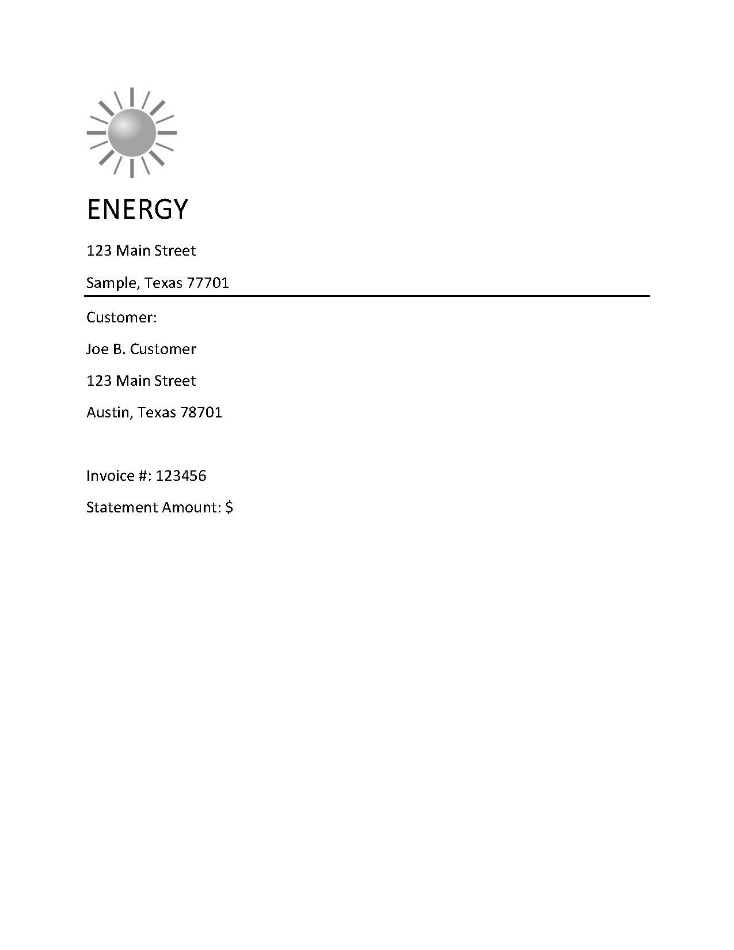 ENERGY
123 Main Street
Sample, Texas 77701
Customer:
Joe B. Customer
123 Main Street
Austin, Texas 78701
Invoice #: 123456
Statement Amount: $